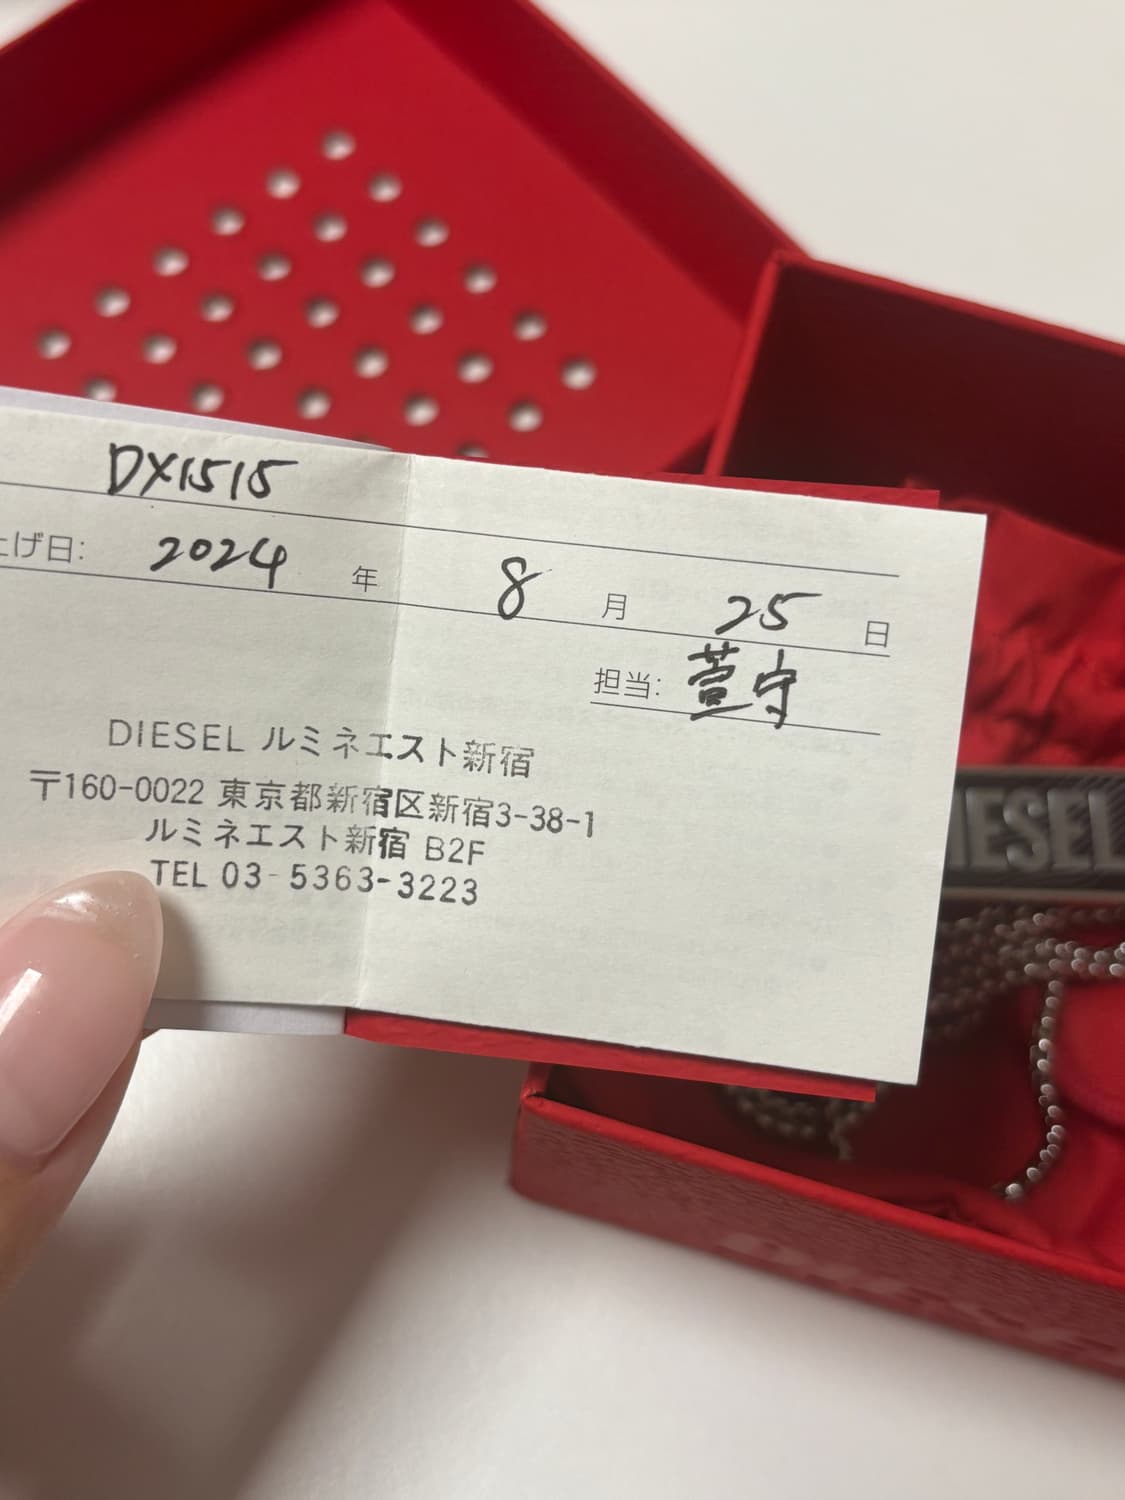 DX1515
上げ日: 2024 年 8 月 25 日
担当: 萱守
DIESEL ルミネエスト新宿
〒160-0022 東京都新宿区新宿3-38-1
ルミネエスト新宿 B2F
TEL 03-5363-3223
DIESEL